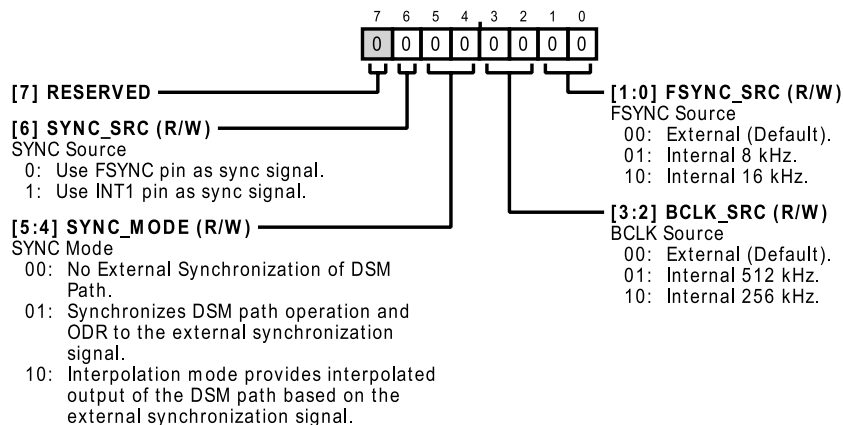 7 6 5 4 3 2 1 0
0 0 0 0 0 0 0 0
[7] RESERVED
[6] SYNC_SRC (R/W)
SYNC Source
0: Use FSYNC pin as sync signal.
1: Use INT1 pin as sync signal.
[5:4] SYNC_MODE (R/W)
SYNC Mode
00: No External Synchronization of DSM
Path.
01: Synchronizes DSM path operation and
ODR to the external synchronization
signal.
10: Interpolation mode provides interpolated
output of the DSM path based on the
external synchronization signal.
[1:0] FSYNC_SRC (R/W)
FSYNC Source
00: External (Default).
01: Internal 8 kHz.
10: Internal 16 kHz.
[3:2] BCLK_SRC (R/W)
BCLK Source
00: External (Default).
01: Internal 512 kHz.
10: Internal 256 kHz.